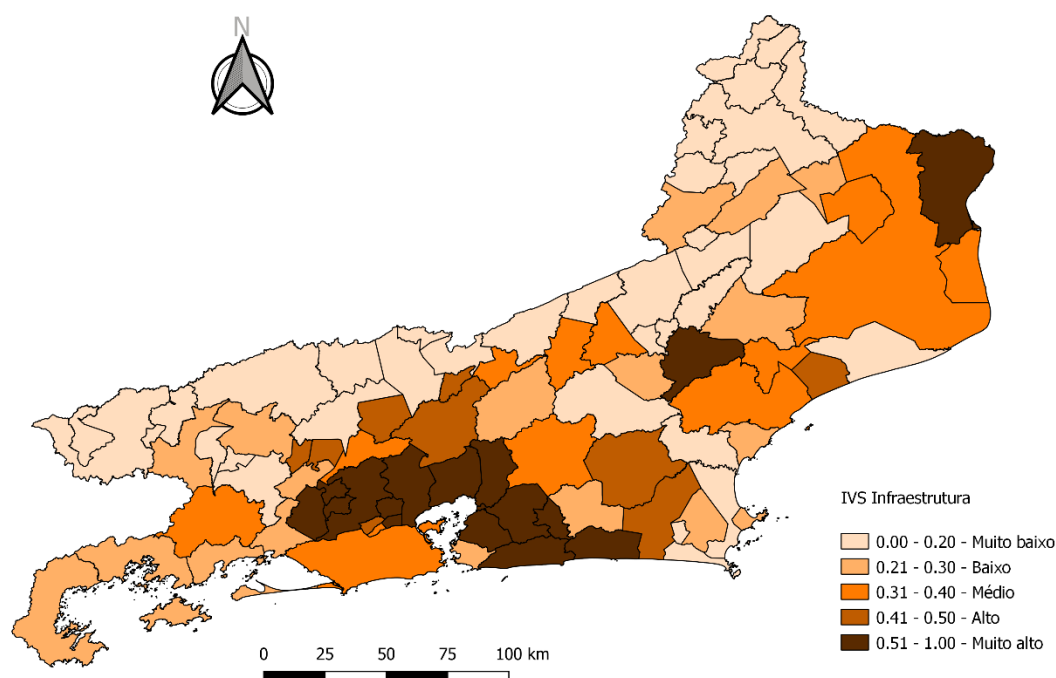 N
IVS Infraestrutura
0.00 - 0.20 - Muito baixo
0.21 - 0.30 - Baixo
0.31 - 0.40 - Médio
0.41 - 0.50 - Alto
0.51 - 1.00 - Muito alto
0 25 50 75 100 km